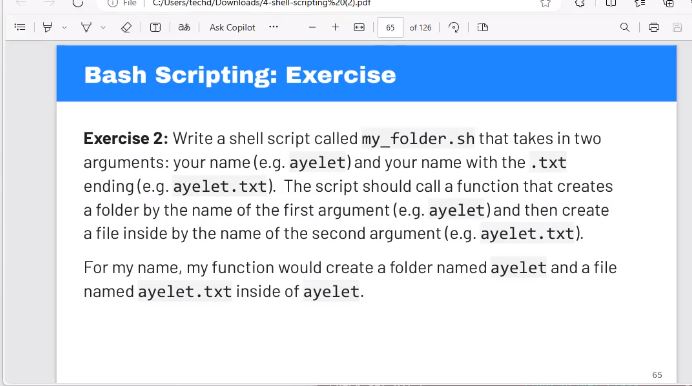 File C:/Users/techd/Downloads/4-shell-scripting%20(2).pdf
Ask Copilot 65 of 126
Bash Scripting: Exercise
Exercise 2: Write a shell script called my_folder.sh that takes in two
arguments: your name (e.g. ayelet) and your name with the .txt
ending (e.g. ayelet.txt). The script should call a function that creates
a folder by the name of the first argument (e.g. ayelet) and then create
a file inside by the name of the second argument (e.g. ayelet.txt).
For my name, my function would create a folder named ayelet and a file
named ayelet.txt inside of ayelet.
65